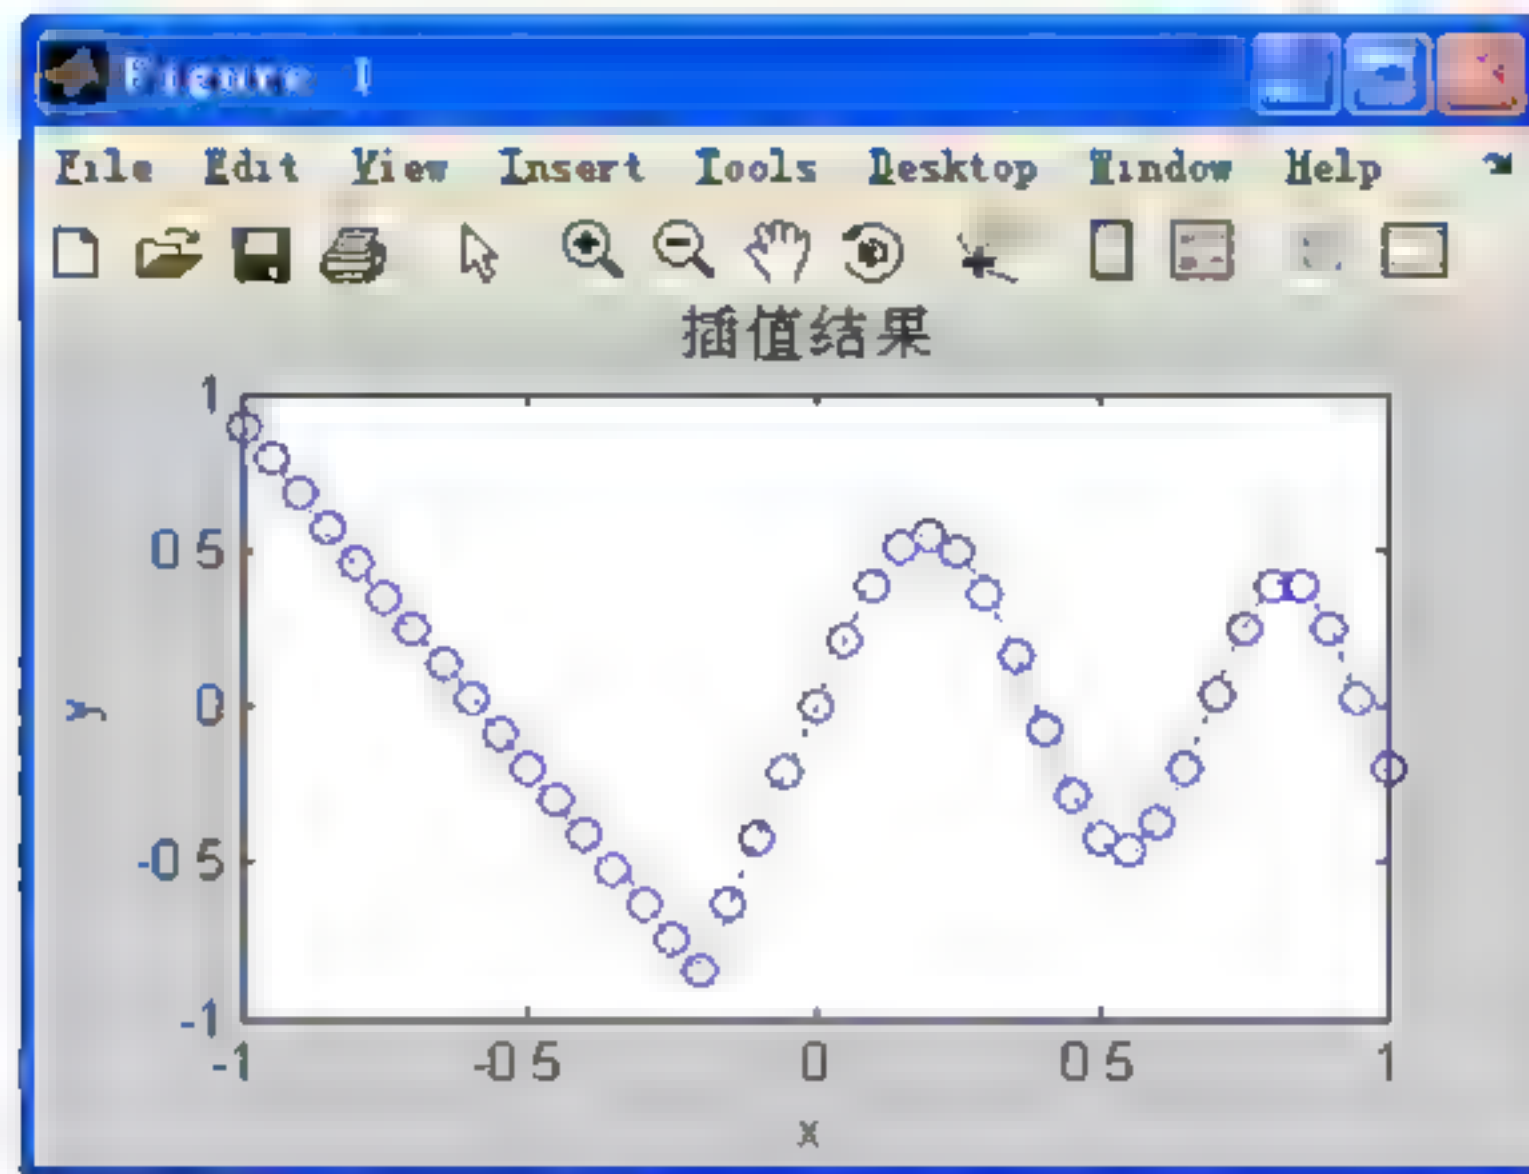 Figure 1
File Edit View Insert Tools Desktop Window Help
插值结果
1
0.5
0
-0.5
-1
y
-1 -0.5 0 0.5 1
x